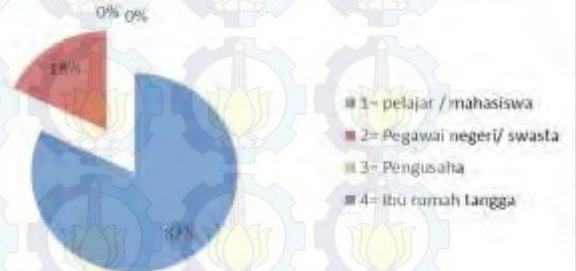 0% 0%
18%
82%
1= pelajar / mahasiswa
2= Pegawai negeri/ swasta
3= Pengusaha
4= Ibu rumah tangga